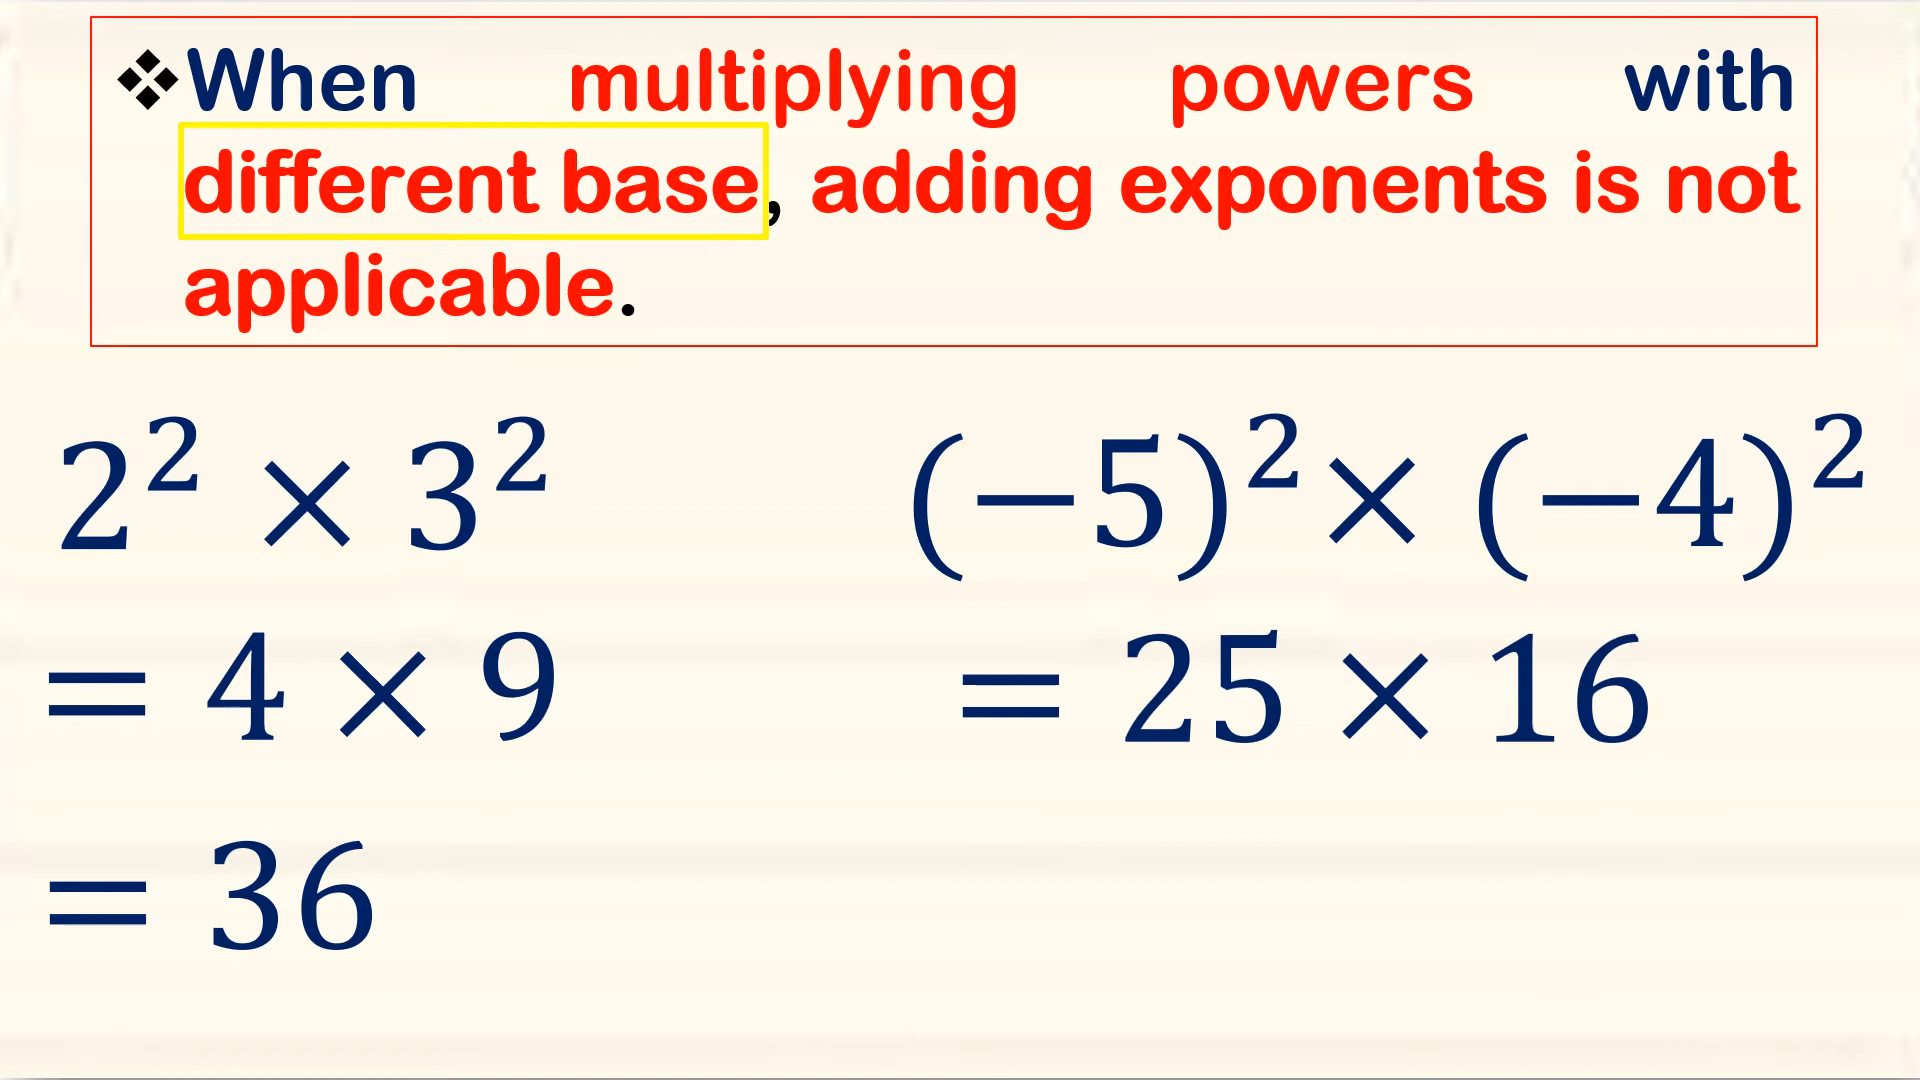 ❖When multiplying powers with
different base, adding exponents is not
applicable.
2² × 3²
(−5)² × (−4)²
= 4 × 9
= 25 × 16
= 36